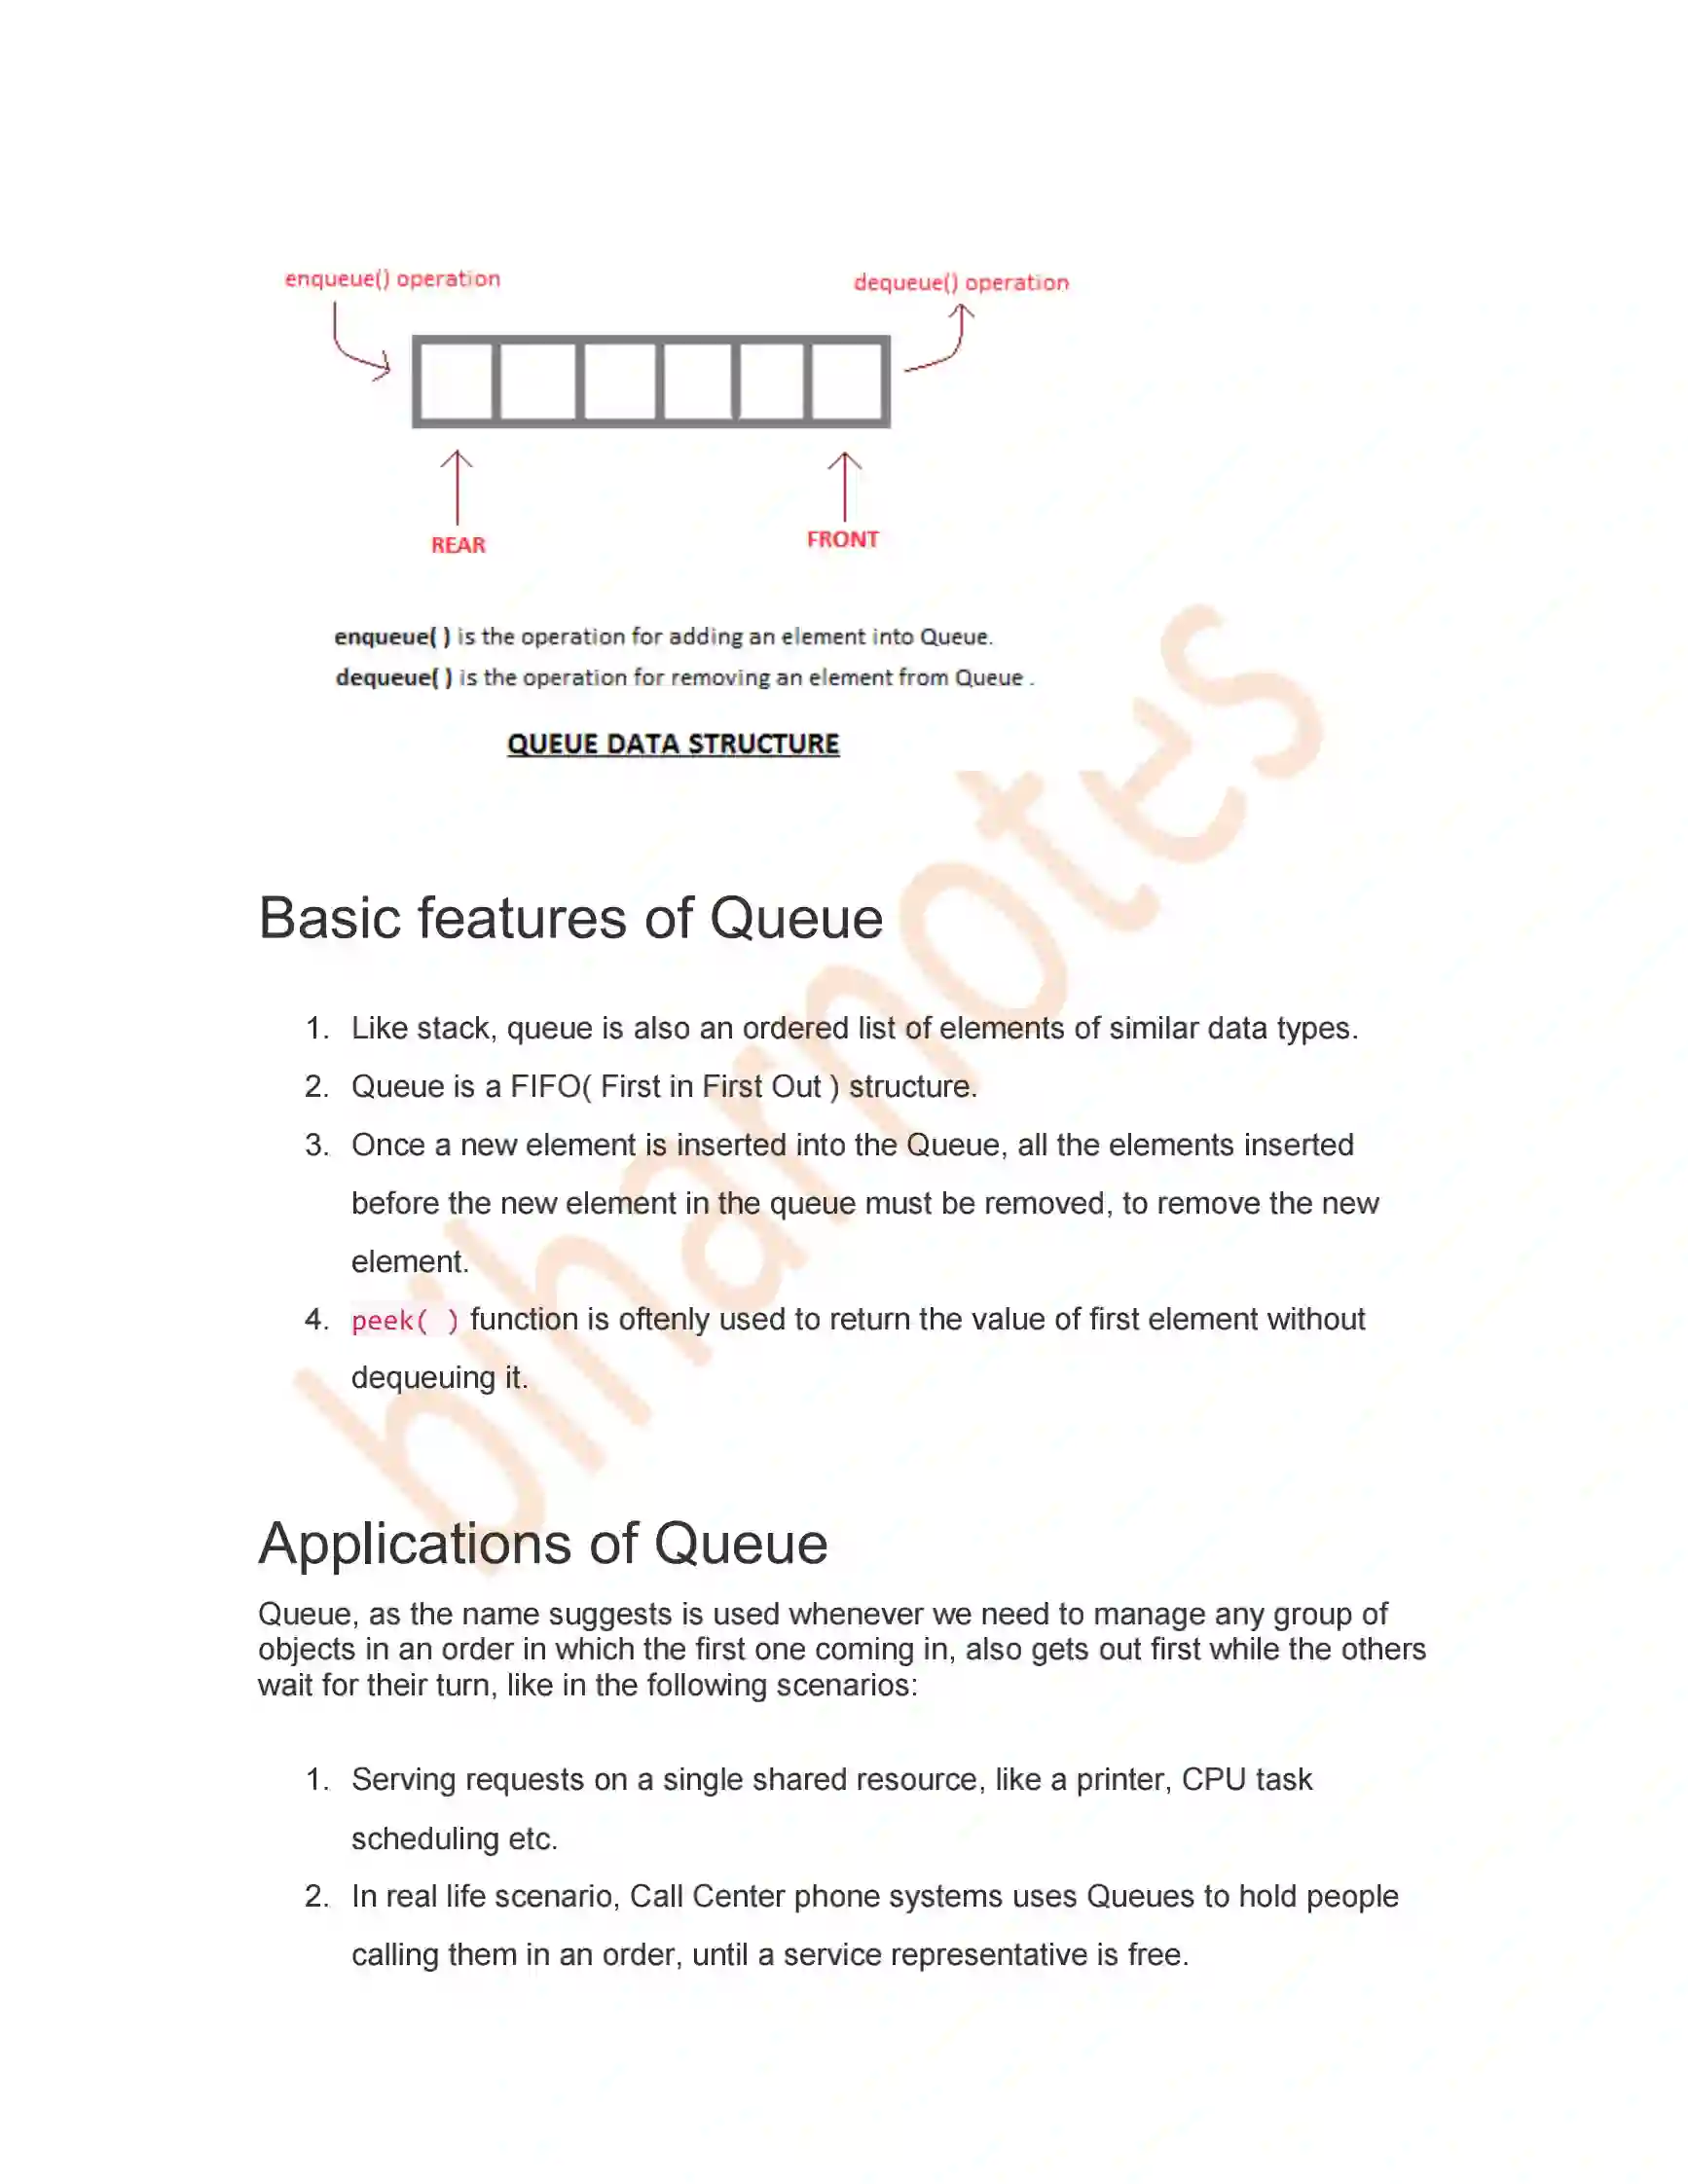 enqueue() operation
dequeue() operation
REAR
FRONT
enqueue( ) is the operation for adding an element into Queue.
dequeue( ) is the operation for removing an element from Queue .
QUEUE DATA STRUCTURE
Basic features of Queue
1. Like stack, queue is also an ordered list of elements of similar data types.
2. Queue is a FIFO( First in First Out ) structure.
3. Once a new element is inserted into the Queue, all the elements inserted
before the new element in the queue must be removed, to remove the new
element.
4. peek( ) function is oftenly used to return the value of first element without
dequeuing it.
Applications of Queue
Queue, as the name suggests is used whenever we need to manage any group of
objects in an order in which the first one coming in, also gets out first while the others
wait for their turn, like in the following scenarios:
1. Serving requests on a single shared resource, like a printer, CPU task
scheduling etc.
2. In real life scenario, Call Center phone systems uses Queues to hold people
calling them in an order, until a service representative is free.
biharnotes